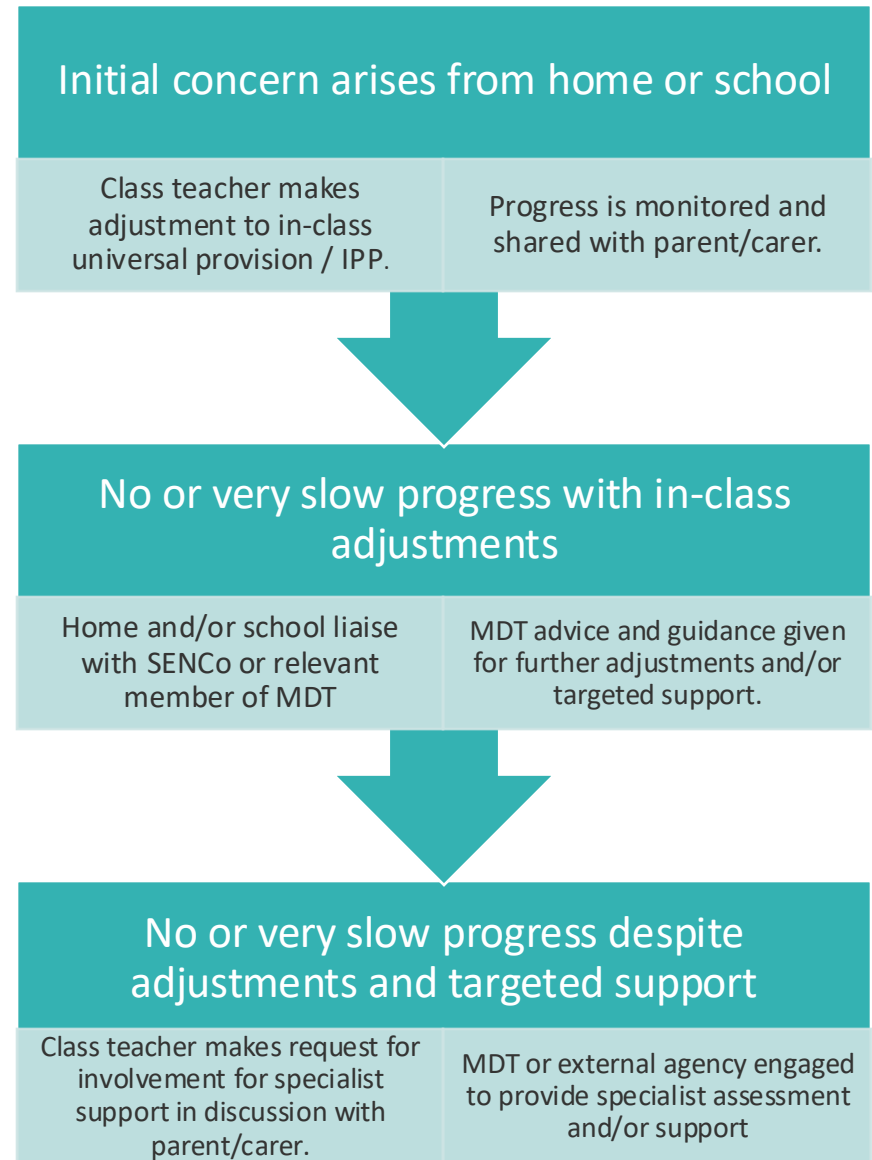 Initial concern arises from home or school
Class teacher makes
adjustment to in-class
universal provision / IPP.
Progress is monitored and
shared with parent/carer.
No or very slow progress with in-class
adjustments
Home and/or school liaise
with SENCo or relevant
member of MDT
MDT advice and guidance given
for further adjustments and/or
targeted support.
No or very slow progress despite
adjustments and targeted support
Class teacher makes request for
involvement for specialist
support in discussion with
parent/carer.
MDT or external agency engaged
to provide specialist assessment
and/or support